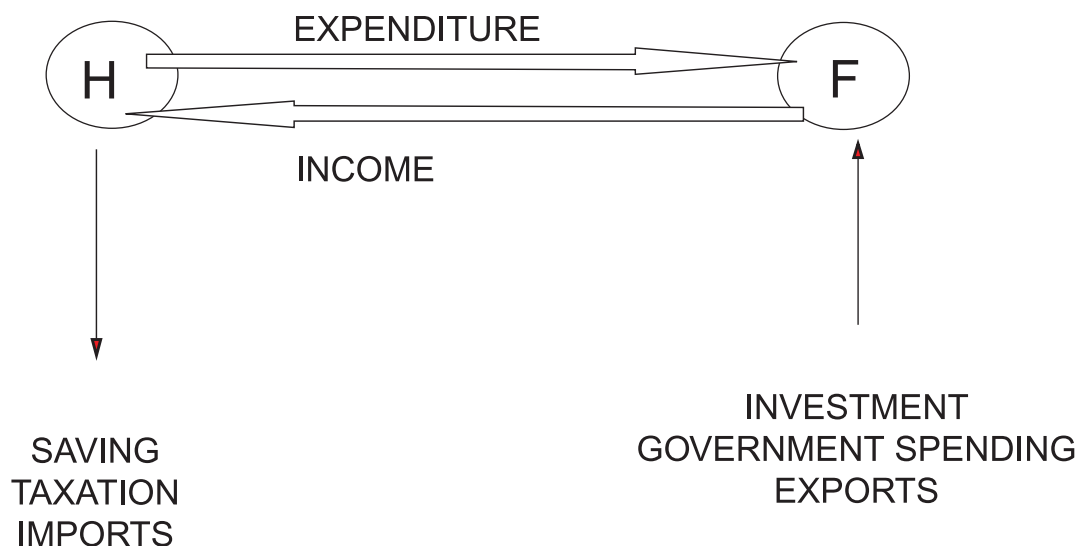 EXPENDITURE
H
F
INCOME
SAVING
TAXATION
IMPORTS
INVESTMENT
GOVERNMENT SPENDING
EXPORTS